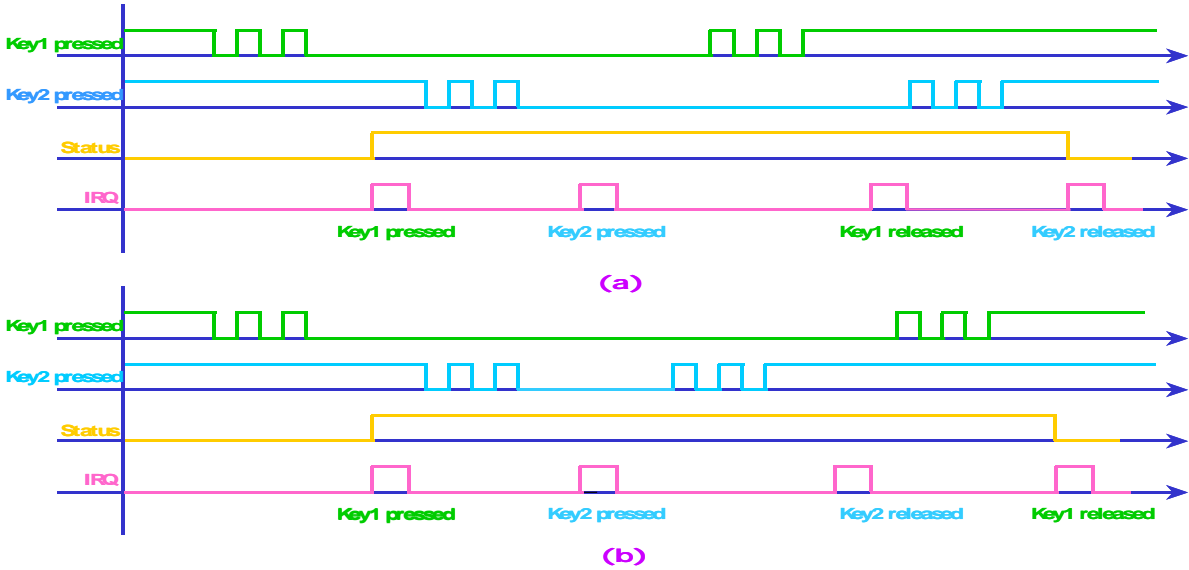 Key1 pressed
Key2 pressed
Status
IRQ
Key1 pressed Key2 pressed Key1 released Key2 released
(a)
Key1 pressed
Key2 pressed
Status
IRQ
Key1 pressed Key2 pressed Key2 released Key1 released
(b)